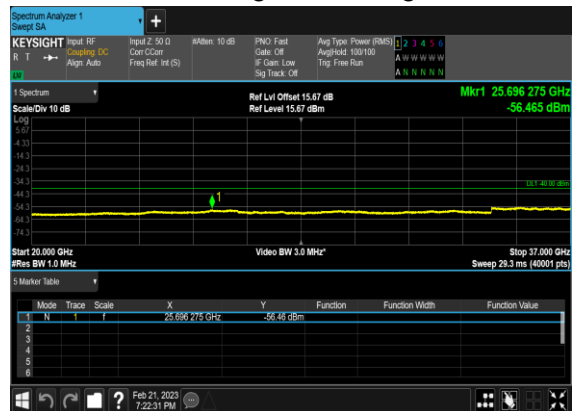 Spectrum Analyzer 1
Swept SA
KEYSIGHT Input: RF Input Z: 50 Ω #Atten: 10 dB PNO: Fast Avg Type: Power (RMS) 1 2 3 4 5 6
R T Coupling: DC Corr CCorr Gate: Off Avg|Hold: 100/100 A W W W W W
Align: Auto Freq Ref: Int (S) IF Gain: Low Trig: Free Run
LXI Sig Track: Off A N N N N N
1 Spectrum Ref Lvl Offset 15.67 dB Mkr1 25.696 275 GHz
Scale/Div 10 dB Ref Level 15.67 dBm -56.465 dBm
Log
5.67
-4.33
-14.3
-24.3
-34.3
DL1 -40.00 dBm
-44.3
1
-54.3
-64.3
-74.3
Start 20.000 GHz Video BW 3.0 MHz* Stop 37.000 GHz
#Res BW 1.0 MHz Sweep 29.3 ms (40001 pts)
5 Marker Table
Mode Trace Scale X Y Function Function Width Function Value
1 N 1 f 25.696 275 GHz -56.46 dBm
2
3
4
5
6
? Feb 21, 2023
7:22:31 PM